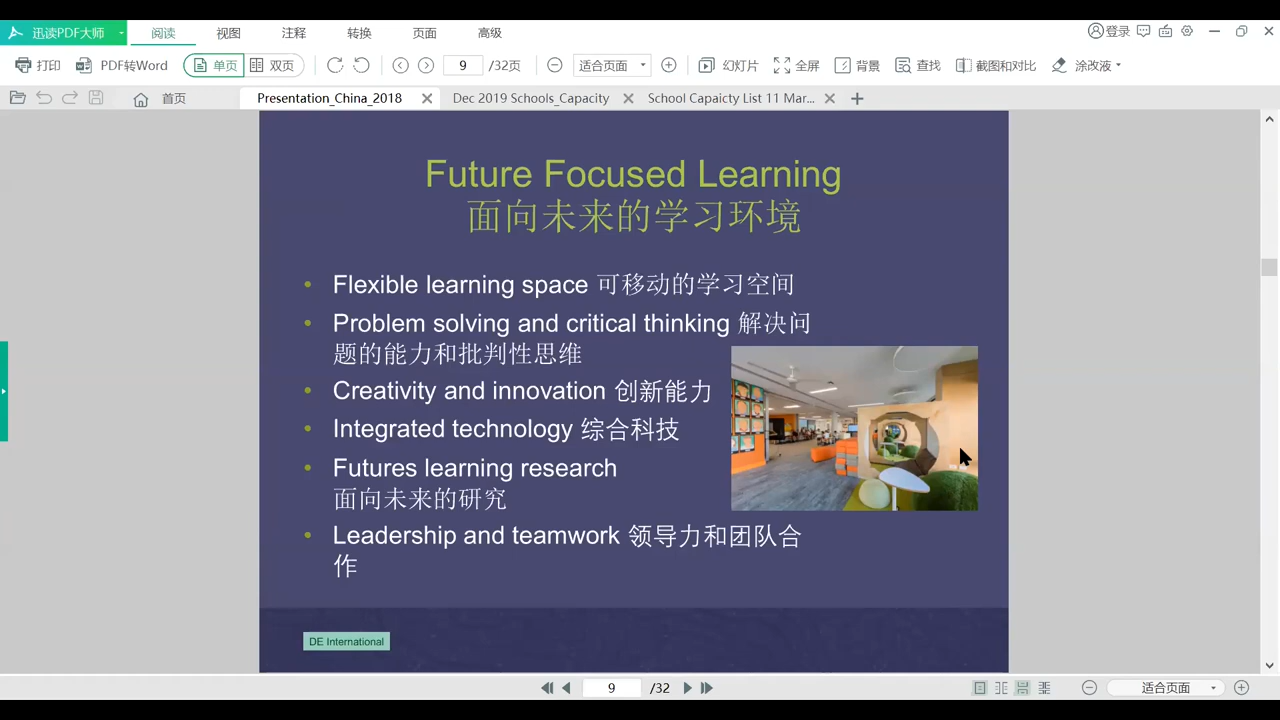 迅读PDF大师
阅读 视图 注释 转换 页面 高级
登录
打印 PDF转Word 单页 双页 9 /32页 适合页面 幻灯片 全屏 背景 查找 截图和对比 涂改液
首页 Presentation_China_2018 Dec 2019 Schools_Capacity School Capaicty List 11 Mar...
Future Focused Learning
面向未来的学习环境
• Flexible learning space 可移动的学习空间
• Problem solving and critical thinking 解决问
题的能力和批判性思维
• Creativity and innovation 创新能力
• Integrated technology 综合科技
• Futures learning research
面向未来的研究
• Leadership and teamwork 领导力和团队合
作
DE International
9 /32 适合页面